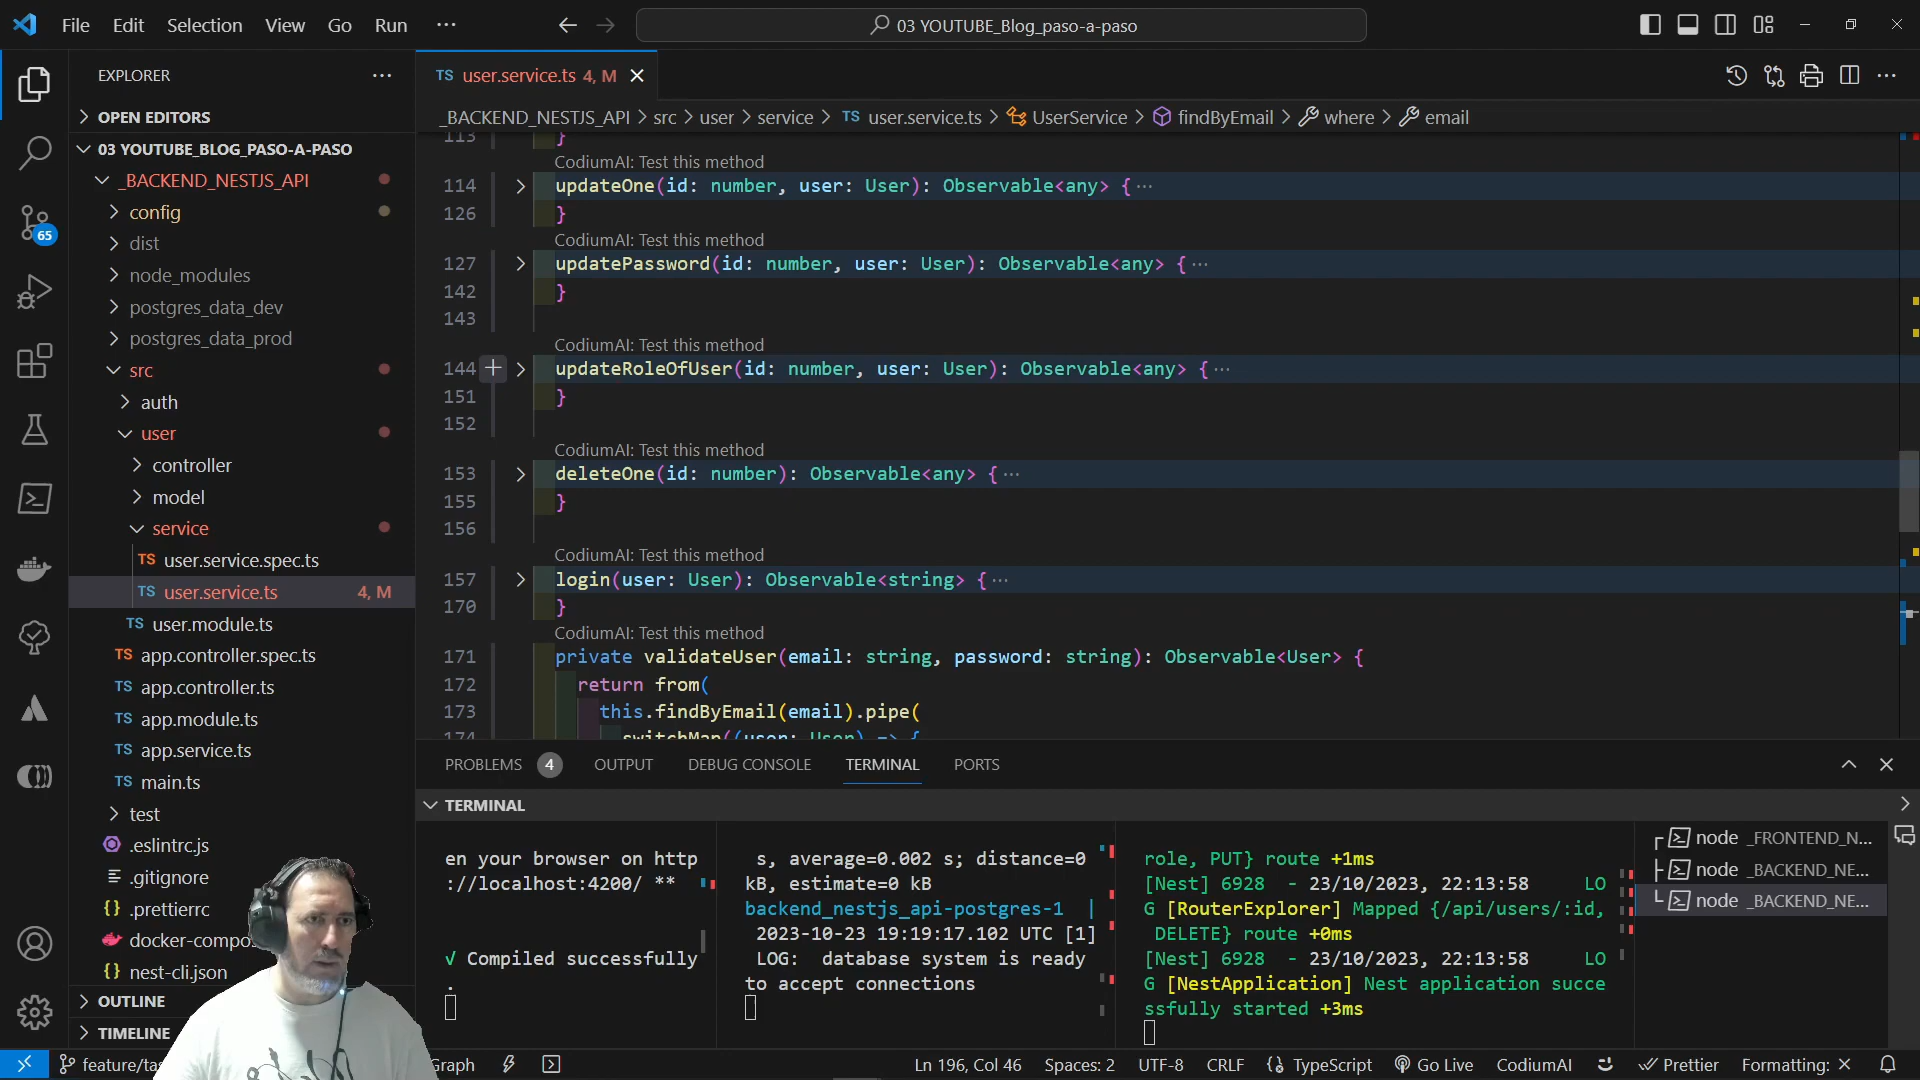 File Edit Selection View Go Run ···
03 YOUTUBE_Blog_paso-a-paso
EXPLORER
OPEN EDITORS
03 YOUTUBE_BLOG_PASO-A-PASO
_BACKEND_NESTJS_API
config
dist
node_modules
postgres_data_dev
postgres_data_prod
src
auth
user
controller
model
service
TS user.service.spec.ts
TS user.service.ts 4, M
TS user.module.ts
TS app.controller.spec.ts
TS app.controller.ts
TS app.module.ts
TS app.service.ts
TS main.ts
test
.eslintrc.js
.gitignore
{} .prettierrc
docker-compo
{} nest-cli.json
OUTLINE
TIMELINE
65
TS user.service.ts 4, M
_BACKEND_NESTJS_API > src > user > service > TS user.service.ts > UserService > findByEmail > where > email
113 }
CodiumAI: Test this method
114 updateOne(id: number, user: User): Observable<any> {···
126 }
CodiumAI: Test this method
127 updatePassword(id: number, user: User): Observable<any> {···
142 }
143
CodiumAI: Test this method
144 updateRoleOfUser(id: number, user: User): Observable<any> {···
151 }
152
CodiumAI: Test this method
153 deleteOne(id: number): Observable<any> {···
155 }
156
CodiumAI: Test this method
157 login(user: User): Observable<string> {···
170 }
CodiumAI: Test this method
171 private validateUser(email: string, password: string): Observable<User> {
172 return from(
173 this.findByEmail(email).pipe(
174 switchMap((user: User) => {
PROBLEMS 4 OUTPUT DEBUG CONSOLE TERMINAL PORTS
TERMINAL
en your browser on http
://localhost:4200/ **
√ Compiled successfully
.
s, average=0.002 s; distance=0
kB, estimate=0 kB
backend_nestjs_api-postgres-1 |
2023-10-23 19:19:17.102 UTC [1]
LOG: database system is ready
to accept connections
role, PUT} route +1ms
[Nest] 6928 - 23/10/2023, 22:13:58 LO
G [RouterExplorer] Mapped {/api/users/:id,
DELETE} route +0ms
[Nest] 6928 - 23/10/2023, 22:13:58 LO
G [NestApplication] Nest application succe
ssfully started +3ms
node _FRONTEND_N...
node _BACKEND_NE...
node _BACKEND_NE...
feature/ta
Graph
Ln 196, Col 46 Spaces: 2 UTF-8 CRLF {} TypeScript Go Live CodiumAI Prettier Formatting: ×